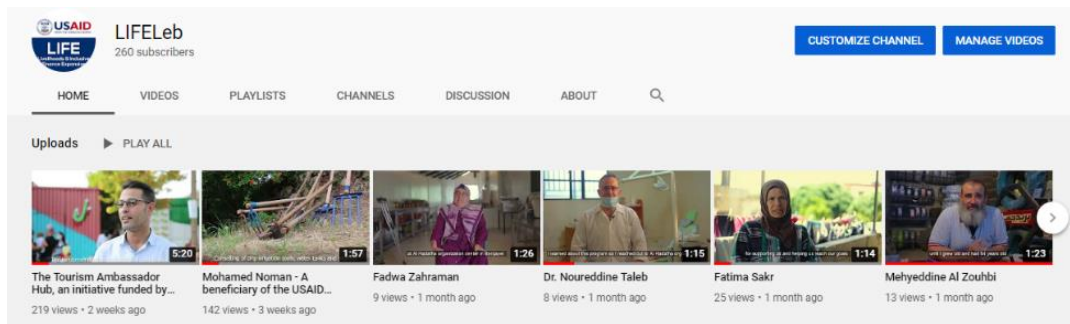 USAID
LIFE
LIFELeb
260 subscribers
CUSTOMIZE CHANNEL
MANAGE VIDEOS
HOME
VIDEOS
PLAYLISTS
CHANNELS
DISCUSSION
ABOUT
Uploads
PLAY ALL
5:20
1:57
1:26
1:15
1:14
1:23
The Tourism Ambassador
Hub, an initiative funded by...
219 views • 2 weeks ago
Mohamed Noman - A
beneficiary of the USAID...
142 views • 3 weeks ago
Fadwa Zahraman
9 views • 1 month ago
Dr. Noureddine Taleb
8 views • 1 month ago
Fatima Sakr
25 views • 1 month ago
Mehyeddine Al Zouhbi
13 views • 1 month ago